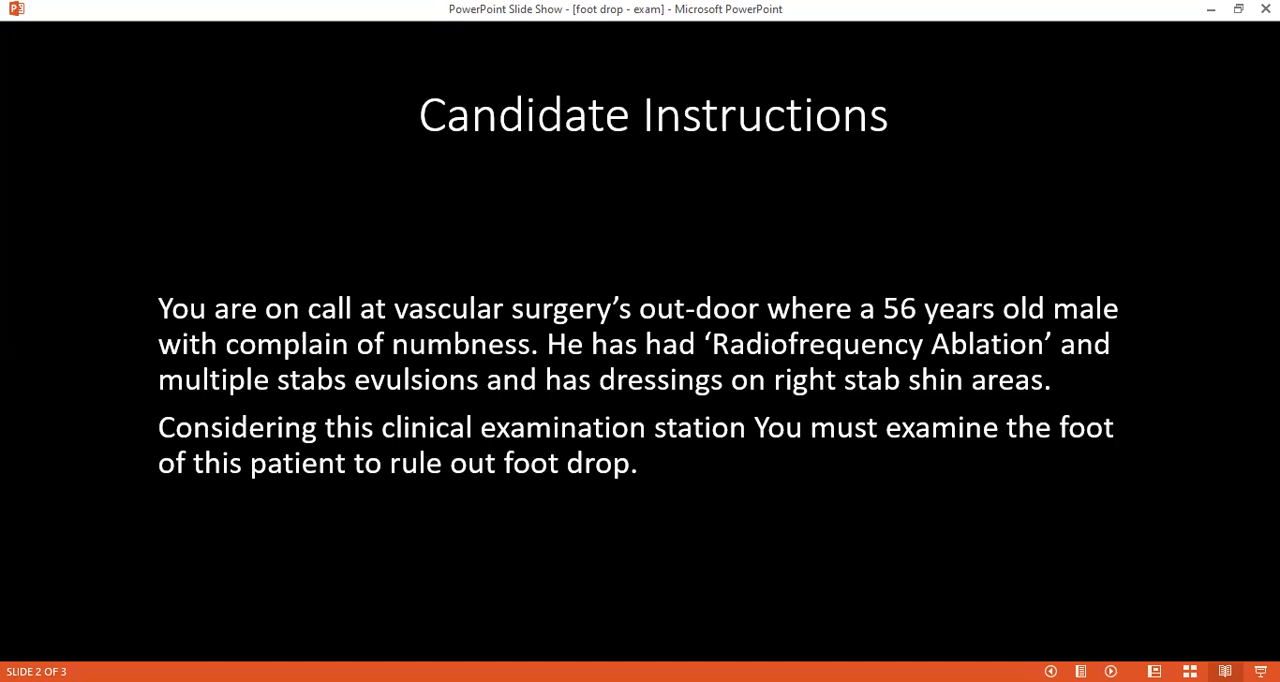 PowerPoint Slide Show - [foot drop - exam] - Microsoft PowerPoint
Candidate Instructions
You are on call at vascular surgery’s out-door where a 56 years old male
with complain of numbness. He has had ‘Radiofrequency Ablation’ and
multiple stabs evulsions and has dressings on right stab shin areas.
Considering this clinical examination station You must examine the foot
of this patient to rule out foot drop.
SLIDE 2 OF 3